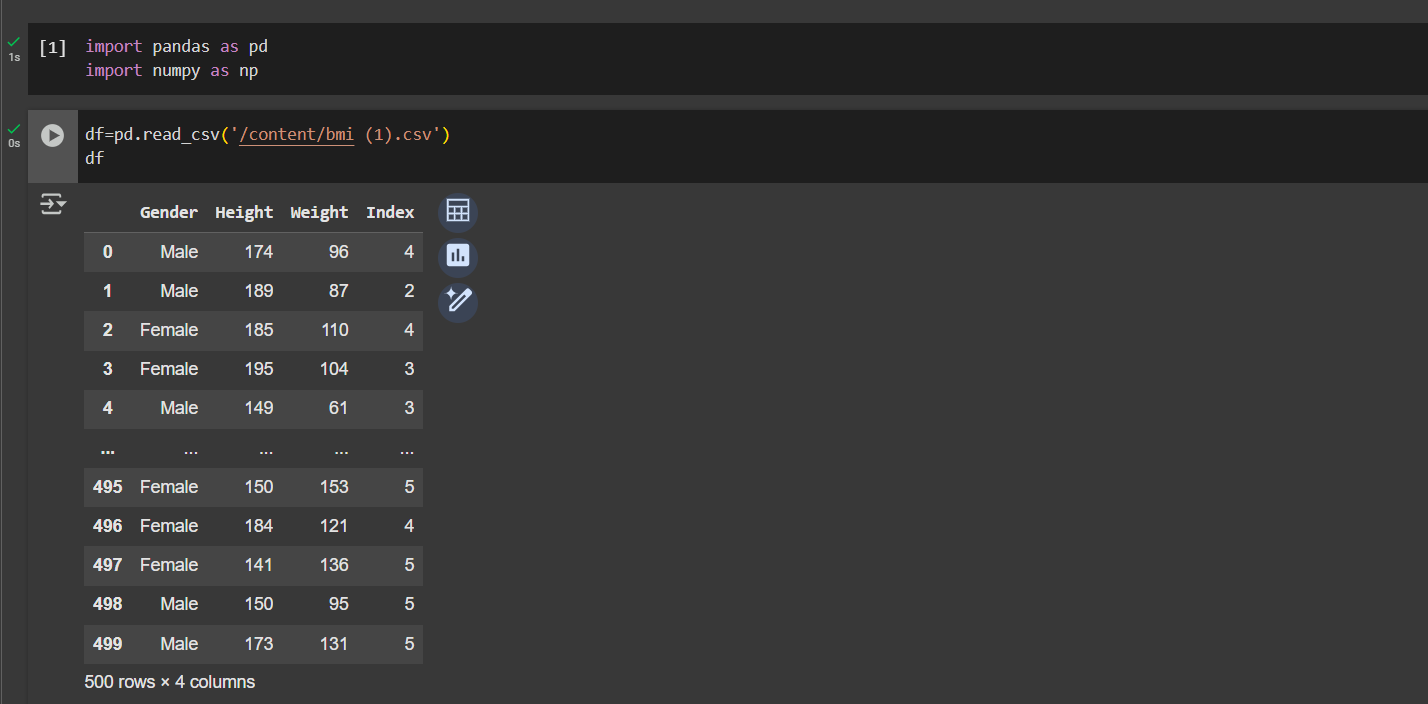 [1] import pandas as pd
import numpy as np
1s
df=pd.read_csv('/content/bmi (1).csv')
0s
df
Gender Height Weight Index
0 Male 174 96 4
1 Male 189 87 2
2 Female 185 110 4
3 Female 195 104 3
4 Male 149 61 3
... ... ... ... ...
495 Female 150 153 5
496 Female 184 121 4
497 Female 141 136 5
498 Male 150 95 5
499 Male 173 131 5
500 rows × 4 columns